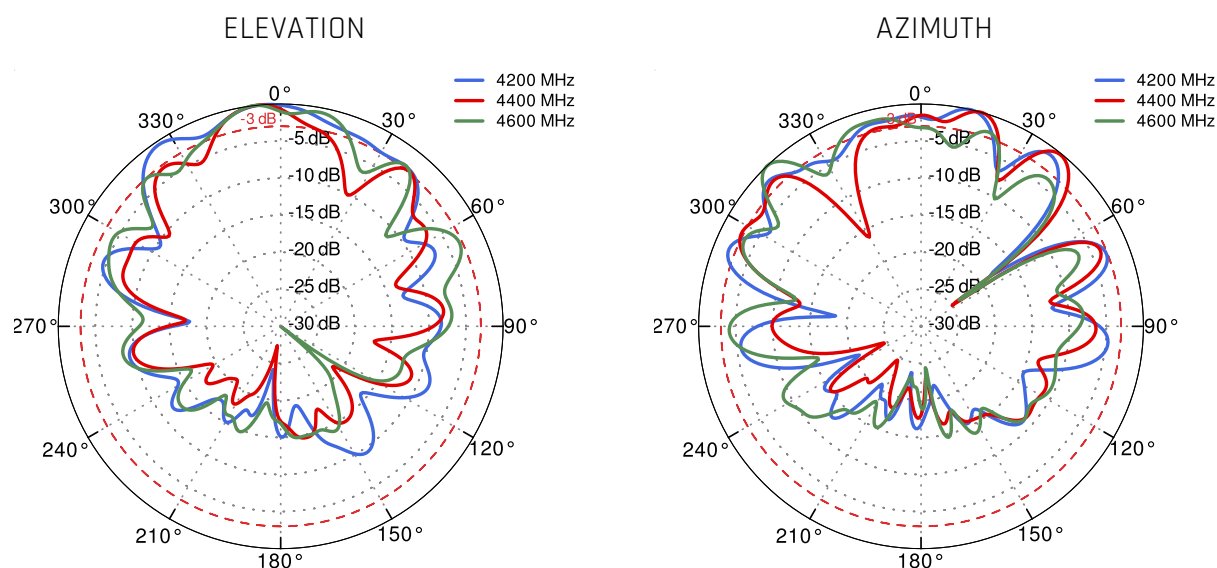 ELEVATION
4200 MHz
4400 MHz
4600 MHz
0°
330°
30°
-3 dB
-5 dB
-10 dB
300°
60°
-15 dB
-20 dB
-25 dB
-30 dB
270°
90°
240°
120°
210°
150°
180°
AZIMUTH
4200 MHz
4400 MHz
4600 MHz
0°
330°
30°
-3 dB
5 dB
-10 dB
300°
60°
-15 dB
-20 dB
-25 dB
-30 dB
270°
90°
240°
120°
210°
150°
180°